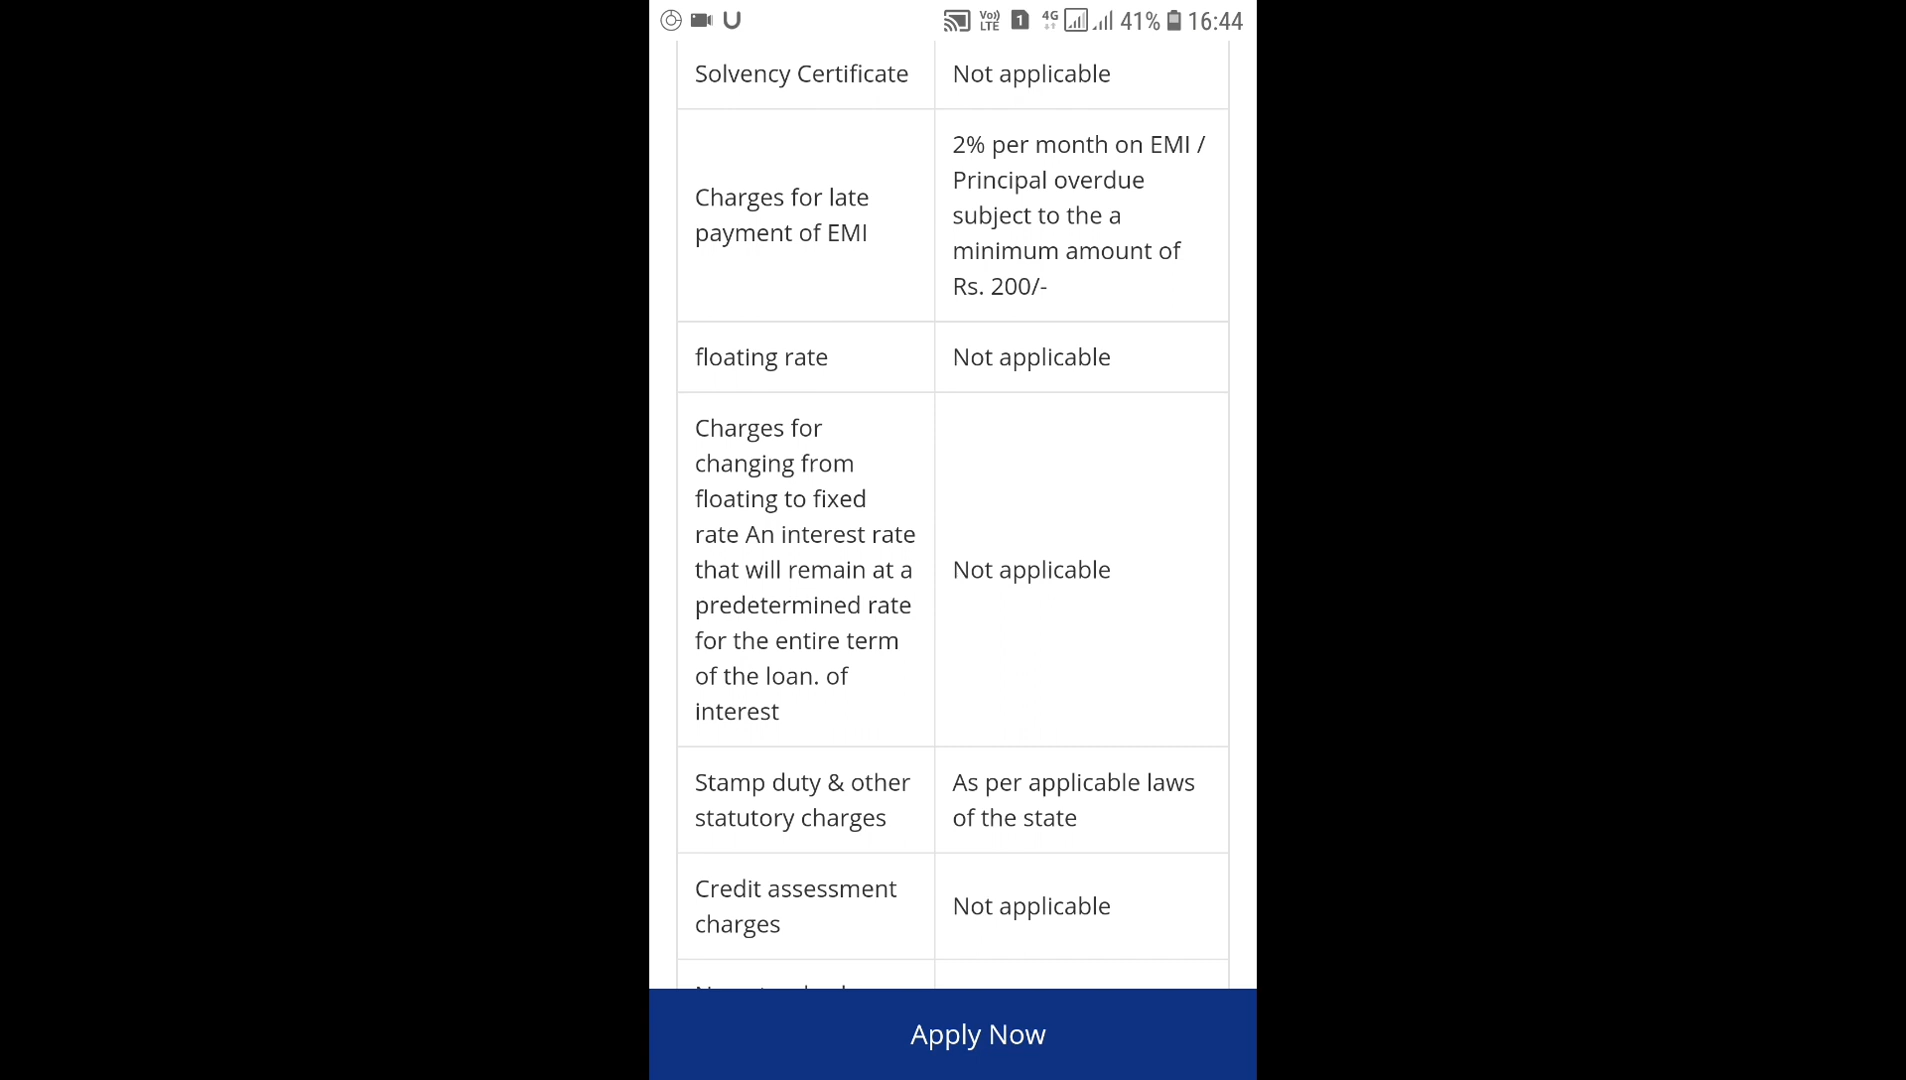 Vo)) LTE 1 4G 41% 16:44
Solvency Certificate
Not applicable
Charges for late
payment of EMI
2% per month on EMI /
Principal overdue
subject to the a
minimum amount of
Rs. 200/-
floating rate
Not applicable
Charges for
changing from
floating to fixed
rate An interest rate
that will remain at a
predetermined rate
for the entire term
of the loan. of
interest
Not applicable
Stamp duty & other
statutory charges
As per applicable laws
of the state
Credit assessment
charges
Not applicable
Apply Now